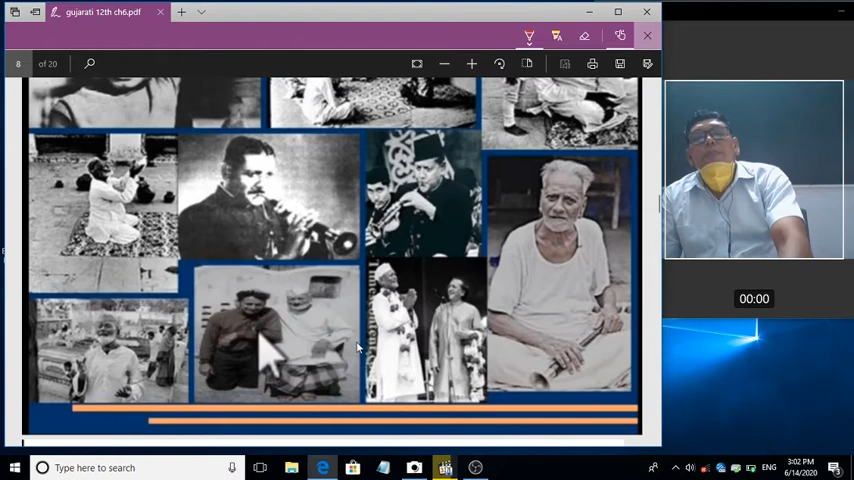 gujarati 12th ch6.pdf
8 of 20
00:00
Type here to search
ENG
3:02 PM
6/14/2020
3